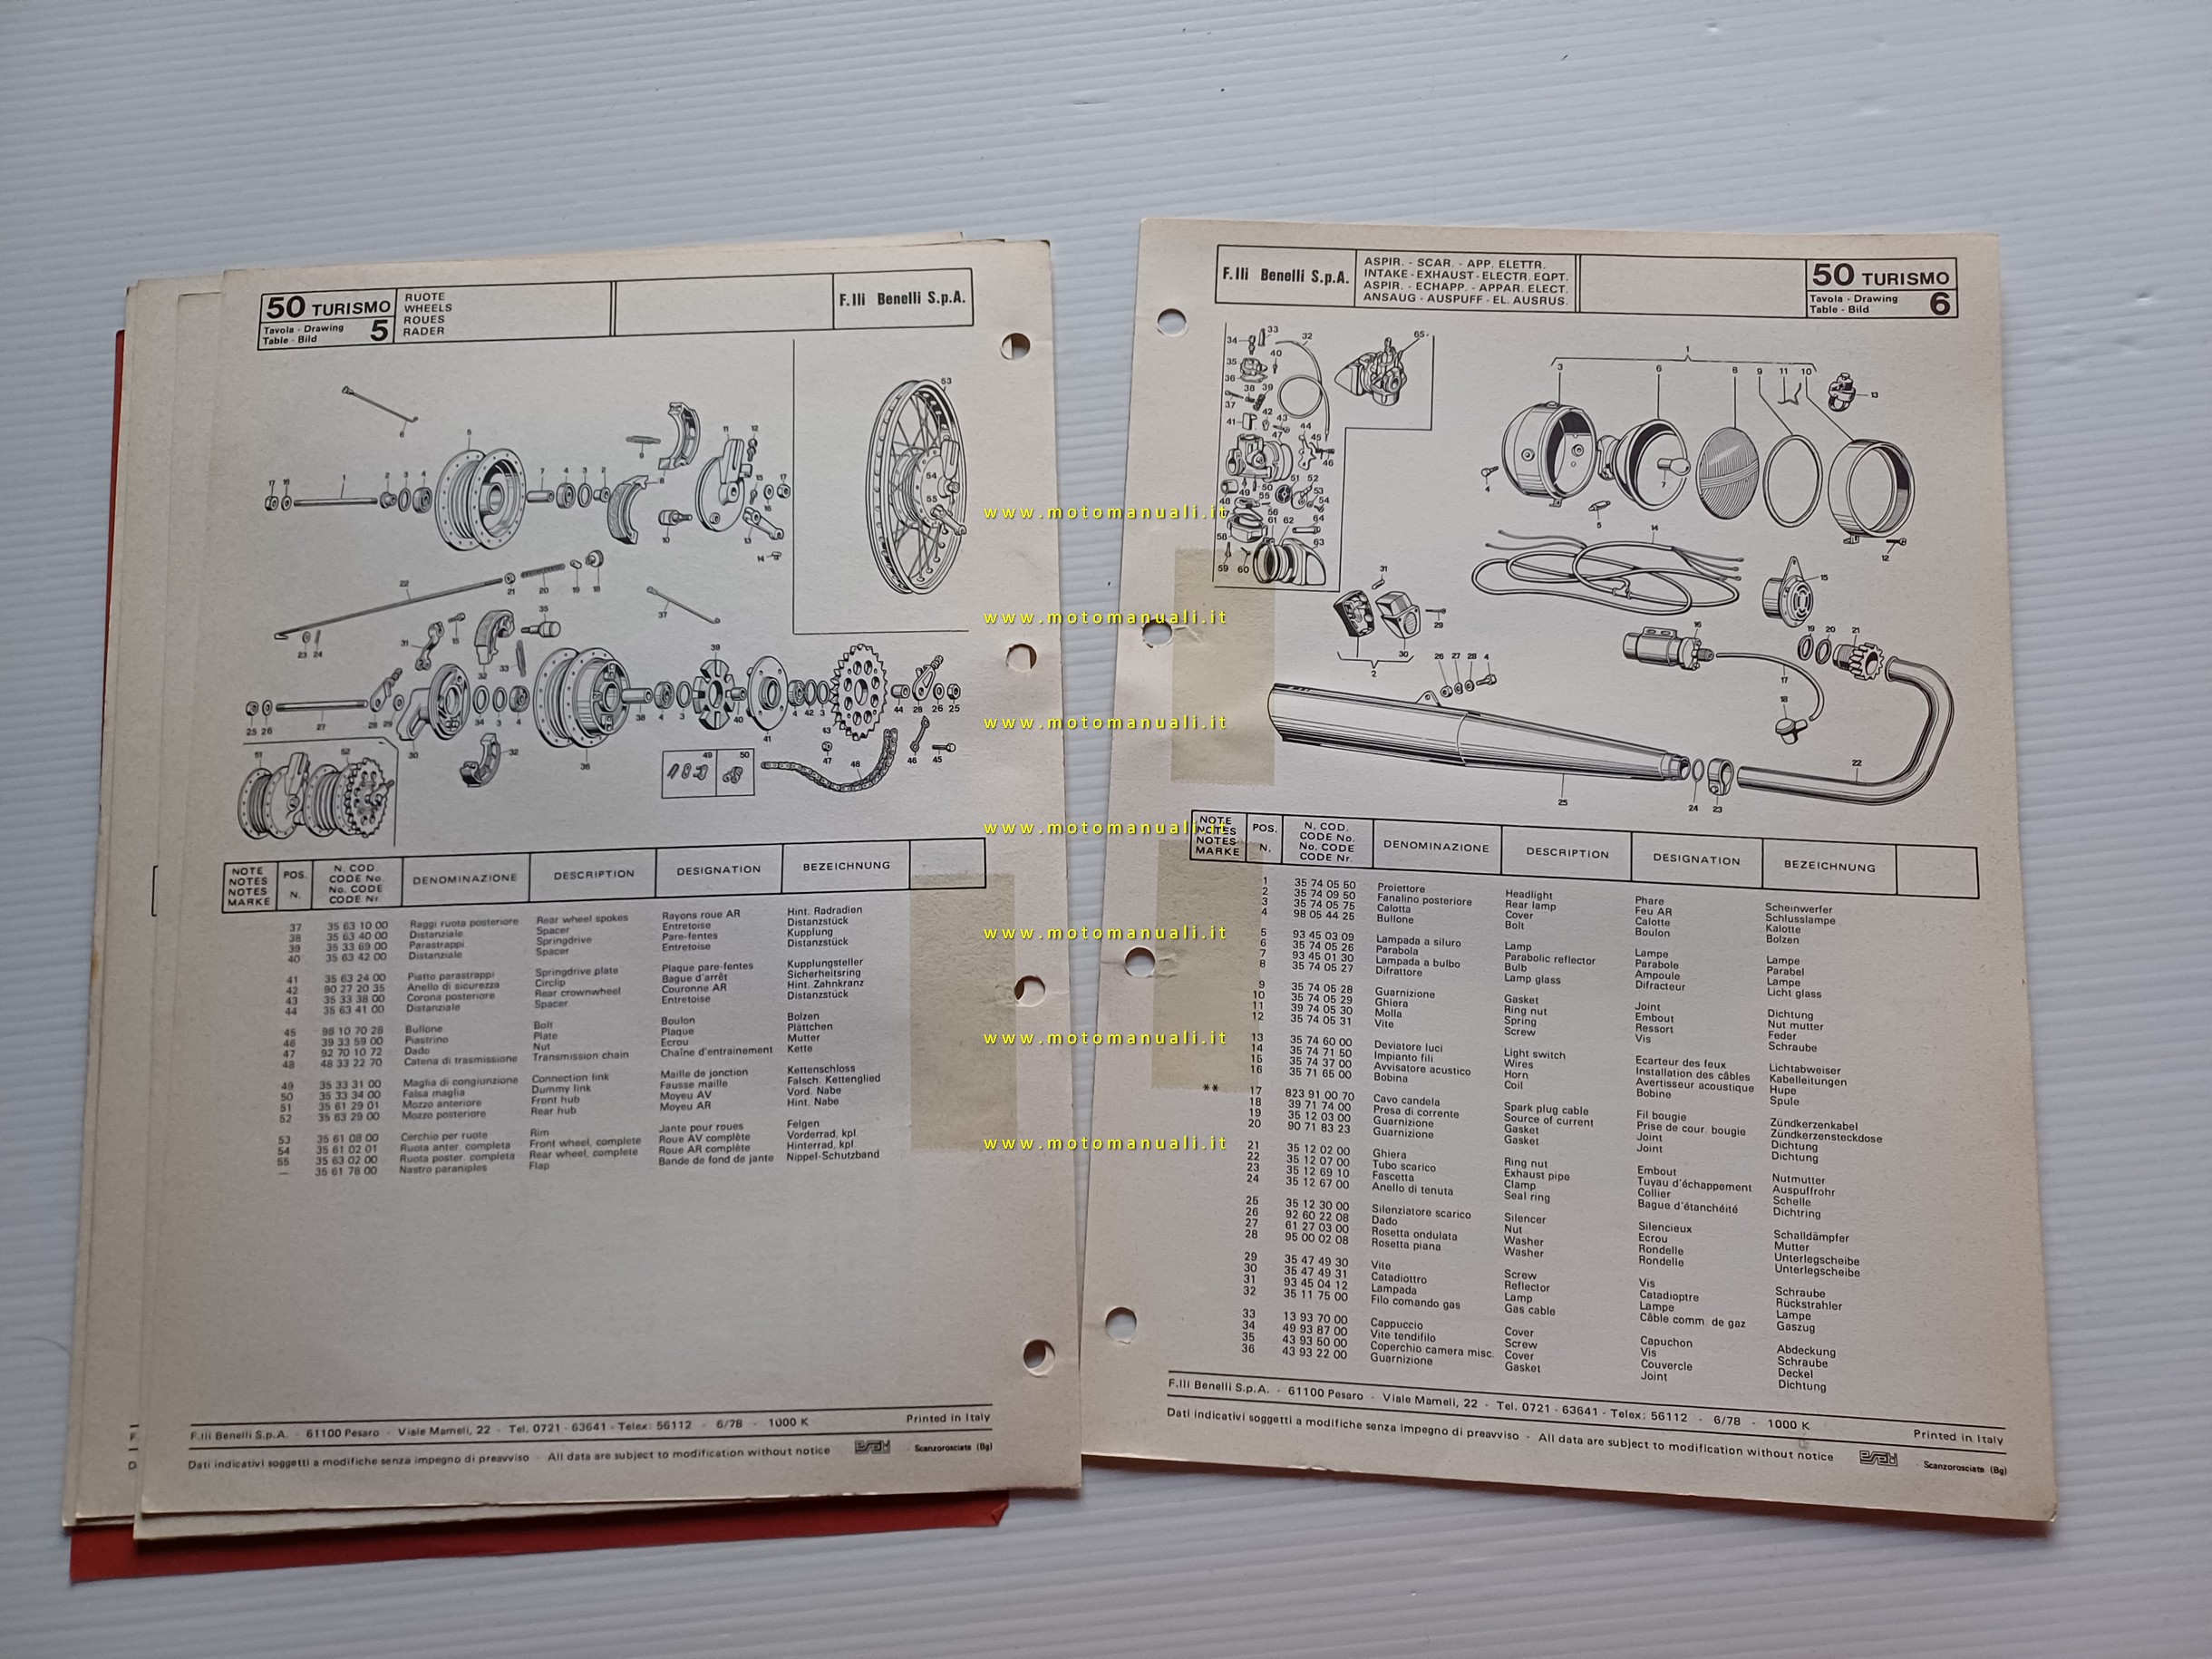 50 TURISMO
Tavola - Drawing
Table - Bild
5
RUOTE
WHEELS
ROUES
RADER
F.lli Benelli S.p.A.
NOTE
NOTES
NOTES
MARKE
POS.
N.
N. COD.
CODE No.
No. CODE
CODE Nr.
DENOMINAZIONE
DESCRIPTION
DESIGNATION
BEZEICHNUNG
37 35 63 10 00 Raggi ruota posteriore Rear wheel spokes Rayons roue AR Hint. Radradien
38 35 63 40 00 Distanziale Spacer Entretoise Distanzstück
39 35 33 69 00 Parastrappi Springdrive Pare-fentes Kupplung
40 35 63 42 00 Distanziale Spacer Entretoise Distanzstück
41 35 63 24 00 Piatto parastrappi Springdrive plate Plaque pare-fentes Kupplungsteller
42 90 27 20 35 Anello di sicurezza Circlip Bague d'arrêt Sicherheitsring
43 35 33 38 00 Corona posteriore Rear crownwheel Couronne AR Hint. Zahnkranz
44 35 63 41 00 Distanziale Spacer Entretoise Distanzstück
45 98 10 70 28 Bullone Bolt Boulon Bolzen
46 39 33 59 00 Piastrino Plate Plaque Plättchen
47 92 70 10 72 Dado Nut Ecrou Mutter
48 48 33 22 70 Catena di trasmissione Transmission chain Chaîne d'entrainement Kette
49 35 33 31 00 Maglia di congiunzione Connection link Maille de jonction Kettenschloss
50 35 33 34 00 Falsa maglia Dummy link Fausse maille Falsch. Kettenglied
51 35 61 29 01 Mozzo anteriore Front hub Moyeu AV Vord. Nabe
52 35 63 29 00 Mozzo posteriore Rear hub Moyeu AR Hint. Nabe
53 35 61 08 00 Cerchio per ruote Rim Jante pour roues Felgen
54 35 61 02 01 Ruota anter. completa Front wheel, complete Roue AV complète Vorderrad, kpl.
55 35 63 02 00 Ruota poster. completa Rear wheel, complete Roue AR complète Hinterrad, kpl.
— 35 61 78 00 Nastro paraniples Flap Bande de fond de jante Nippel-Schutzband
F.lli Benelli S.p.A. - 61100 Pesaro - Viale Mameli, 22 - Tel. 0721 - 63641 - Telex: 56112 - 6/78 - 1000 K Printed in Italy
Dati indicativi soggetti a modifiche senza impegno di preavviso - All data are subject to modification without notice Scanzorosciate (Bg)
F.lli Benelli S.p.A.
ASPIR. - SCAR. - APP. ELETTR.
INTAKE - EXHAUST - ELECTR. EQPT.
ASPIR. - ECHAPP. - APPAR. ELECT.
ANSAUG - AUSPUFF - EL. AUSRUS.
50 TURISMO
Tavola - Drawing
Table - Bild
6
NOTE
NOTES
NOTES
MARKE
POS.
N.
N. COD.
CODE No.
No. CODE
CODE Nr.
DENOMINAZIONE
DESCRIPTION
DESIGNATION
BEZEICHNUNG
1 35 74 05 50 Proiettore Headlight Phare Scheinwerfer
2 35 74 09 50 Fanalino posteriore Rear lamp Feu AR Schlusslampe
3 35 74 05 75 Calotta Cover Calotte Kalotte
4 98 05 44 25 Bullone Bolt Boulon Bolzen
5 93 45 03 09 Lampada a siluro Lamp Lampe Lampe
6 35 74 05 26 Parabola Parabolic reflector Parabole Parabel
7 93 45 01 30 Lampada a bulbo Bulb Ampoule Lampe
8 35 74 05 27 Difrattore Lamp glass Difracteur Licht glass
9 35 74 05 28 Guarnizione Gasket Joint Dichtung
10 35 74 05 29 Ghiera Ring nut Embout Nut mutter
11 39 74 05 30 Molla Spring Ressort Feder
12 35 74 05 31 Vite Screw Vis Schraube
13 35 74 60 00 Deviatore luci Light switch Ecarteur des feux Lichtabweiser
14 35 74 71 50 Impianto fili Wires Installation des câbles Kabelleitungen
15 35 74 37 00 Avvisatore acustico Horn Avertisseur acoustique Hupe
16 35 71 65 00 Bobina Coil Bobine Spule
** 17 823 91 00 70 Cavo candela Spark plug cable Fil bougie Zündkerzenkabel
18 39 71 74 00 Presa di corrente Source of current Prise de cour. bougie Zündkerzensteckdose
19 35 12 03 00 Guarnizione Gasket Joint Dichtung
20 90 71 83 23 Guarnizione Gasket Joint Dichtung
21 35 12 02 00 Ghiera Ring nut Embout Nutmutter
22 35 12 07 00 Tubo scarico Exhaust pipe Tuyau d'échappement Auspuffrohr
23 35 12 69 10 Fascetta Clamp Collier Schelle
24 35 12 67 00 Anello di tenuta Seal ring Bague d'étanchéité Dichtring
25 35 12 30 00 Silenziatore scarico Silencer Silencieux Schalldämpfer
26 92 60 22 08 Dado Nut Ecrou Mutter
27 61 27 03 00 Rosetta ondulata Washer Rondelle Unterlegscheibe
28 95 00 02 08 Rosetta piana Washer Rondelle Unterlegscheibe
29 35 47 49 30 Vite Screw Vis Schraube
30 35 47 49 31 Catadiottro Reflector Catadioptre Rückstrahler
31 93 45 04 12 Lampada Lamp Lampe Lampe
32 35 11 75 00 Filo comando gas Gas cable Câble comm. de gaz Gaszug
33 13 93 70 00 Cappuccio Cover Capuchon Abdeckung
34 49 93 87 00 Vite tendifilo Screw Vis Schraube
35 43 93 50 00 Coperchio camera misc. Cover Couvercle Deckel
36 43 93 22 00 Guarnizione Gasket Joint Dichtung
F.lli Benelli S.p.A. - 61100 Pesaro - Viale Mameli, 22 - Tel. 0721 - 63641 - Telex: 56112 - 6/78 - 1000 K Printed in Italy
Dati indicativi soggetti a modifiche senza impegno di preavviso - All data are subject to modification without notice Scanzorosciate (Bg)
www.motomanuali.it
www.motomanuali.it
www.motomanuali.it
www.motomanuali.it
www.motomanuali.it
www.motomanuali.it
www.motomanuali.it